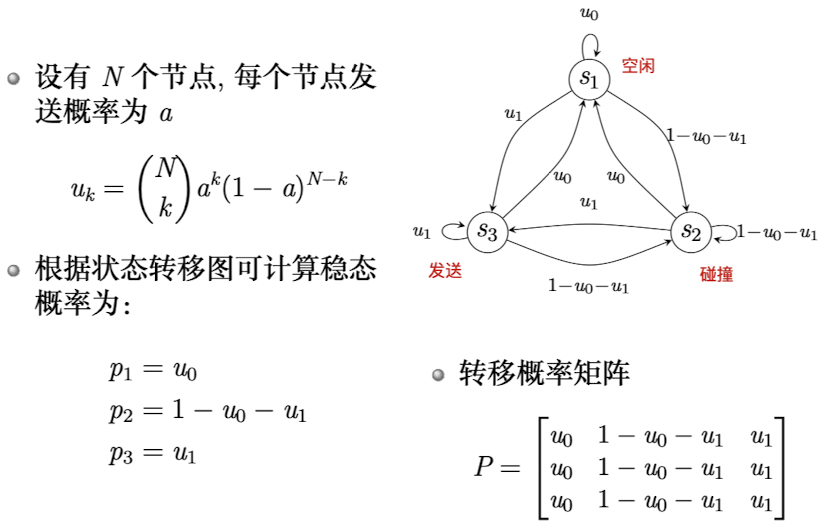 设有 N 个节点, 每个节点发
送概率为 a
u_k = \binom{N}{k} a^k (1 − a)^{N−k}
根据状态转移图可计算稳态
概率为:
p_1 = u_0
p_2 = 1 − u_0 − u_1
p_3 = u_1
u_0
s_1
空闲
u_1
1−u_0−u_1
u_0
u_0
u_1
u_1
s_3
s_2
1−u_0−u_1
发送
碰撞
1−u_0−u_1
转移概率矩阵
P = \begin{bmatrix} u_0 & 1 − u_0 − u_1 & u_1 \\
u_0 & 1 − u_0 − u_1 & u_1 \\
u_0 & 1 − u_0 − u_1 & u_1 \end{bmatrix}